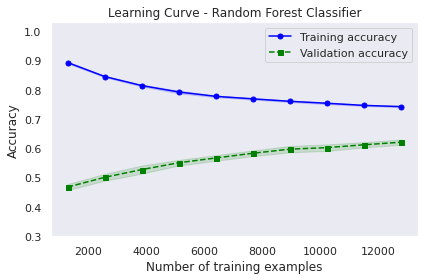 Learning Curve - Random Forest Classifier
1.0
0.9
0.8
0.7
0.6
0.5
0.4
0.3
Accuracy
Training accuracy
Validation accuracy
2000 4000 6000 8000 10000 12000
Number of training examples